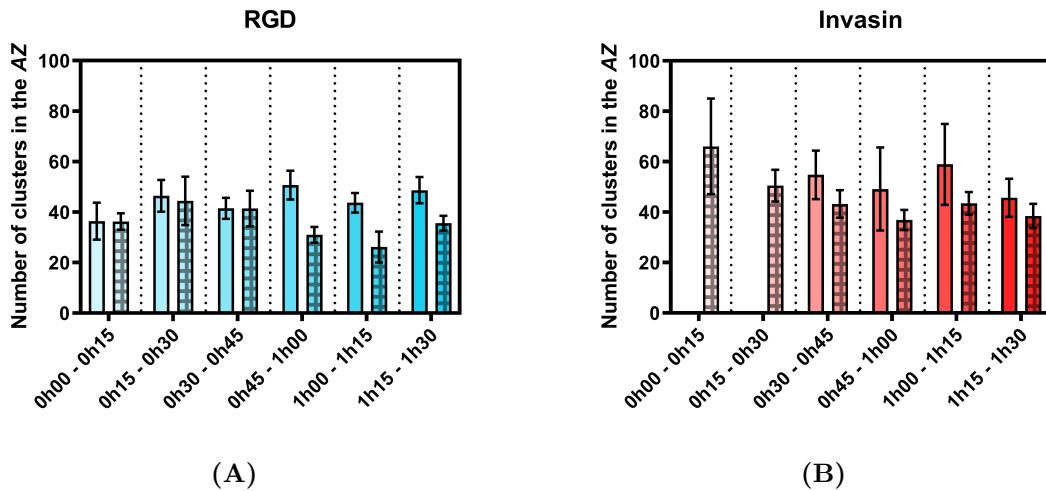 RGD
Number of clusters in the AZ
100
80
60
40
20
0
0h00 - 0h15
0h15 - 0h30
0h30 - 0h45
0h45 - 1h00
1h00 - 1h15
1h15 - 1h30
(A)
Invasin
Number of clusters in the AZ
100
80
60
40
20
0
0h00 - 0h15
0h15 - 0h30
0h30 - 0h45
0h45 - 1h00
1h00 - 1h15
1h15 - 1h30
(B)